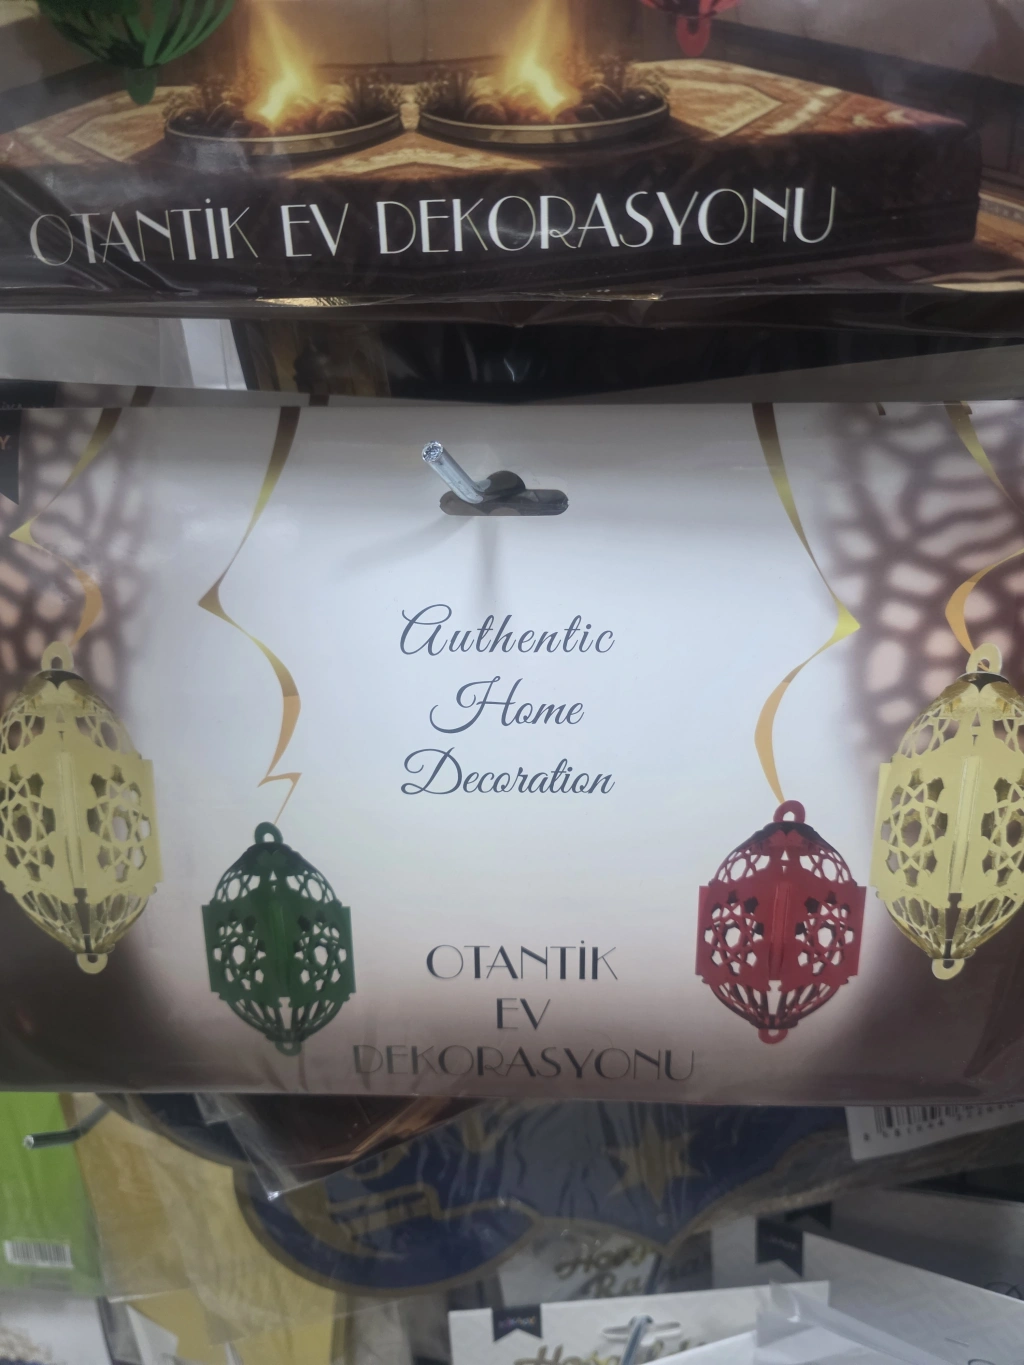 OTANTİK EV DEKORASYONU
Authentic
Home
Decoration
OTANTİK
EV
DEKORASYONU